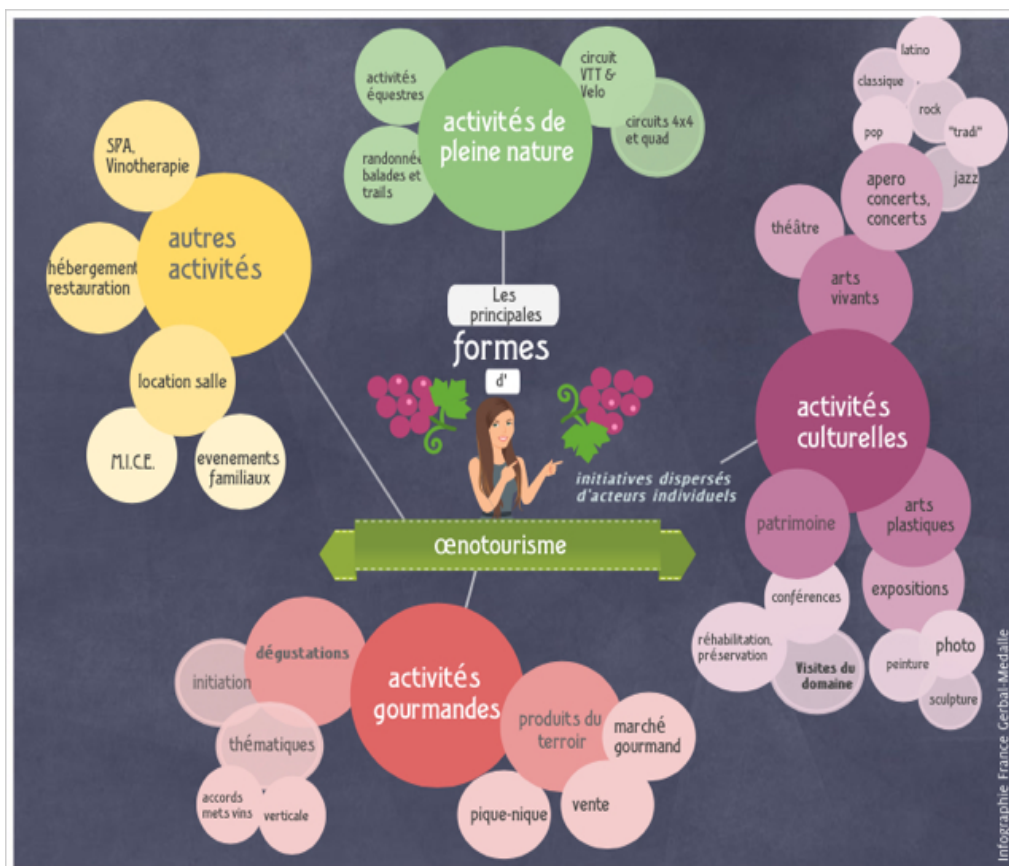 activités
équestres
circuit
VTT &
Velo
activités de
pleine nature
circuits 4x4
et quad
randonnée
balades et
trails
latino
classique
rock
pop
"tradi"
jazz
apero
concerts,
concerts
théâtre
arts
vivants
SPA,
Vinotherapie
autres
activités
hébergement
restauration
location salle
M.I.C.E.
evenements
familiaux
Les
principales
formes
d'
initiatives dispersés
d'acteurs individuels
œnotourisme
activités
culturelles
patrimoine
arts
plastiques
conférences
expositions
réhabilitation,
préservation
Visites du
domaine
peinture
photo
sculpture
dégustations
initiation
thématiques
accords
mets vins
verticale
activités
gourmandes
produits du
terroir
marché
gourmand
pique-nique
vente
Infographie France Gerbal-Medalle